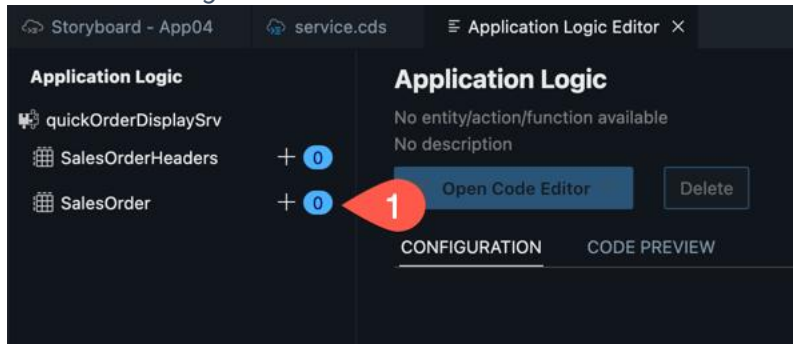 Storyboard - App04
service.cds
Application Logic Editor
Application Logic
quickOrderDisplaySrv
SalesOrderHeaders
0
SalesOrder
0
1
Application Logic
No entity/action/function available
No description
Open Code Editor
Delete
CONFIGURATION
CODE PREVIEW